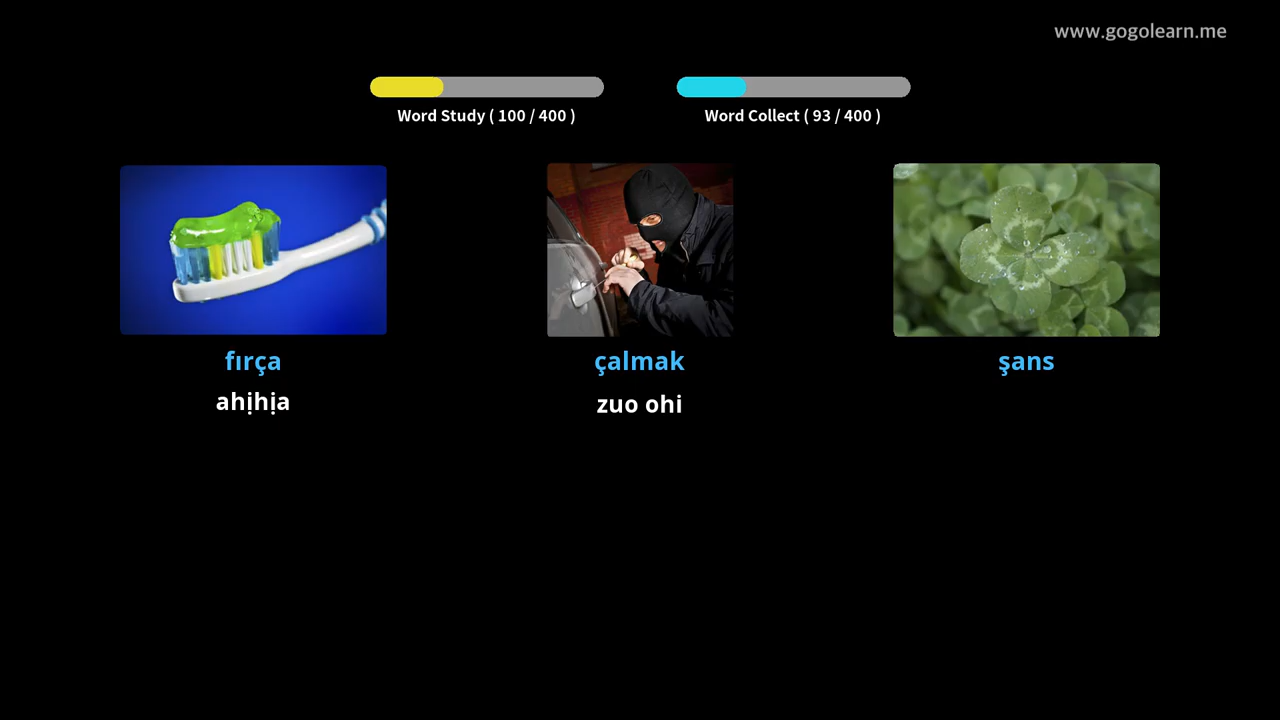 www.gogolearn.me
Word Study ( 100 / 400 )
Word Collect ( 93 / 400 )
fırça
çalmak
şans
ahịhịa
zuo ohi